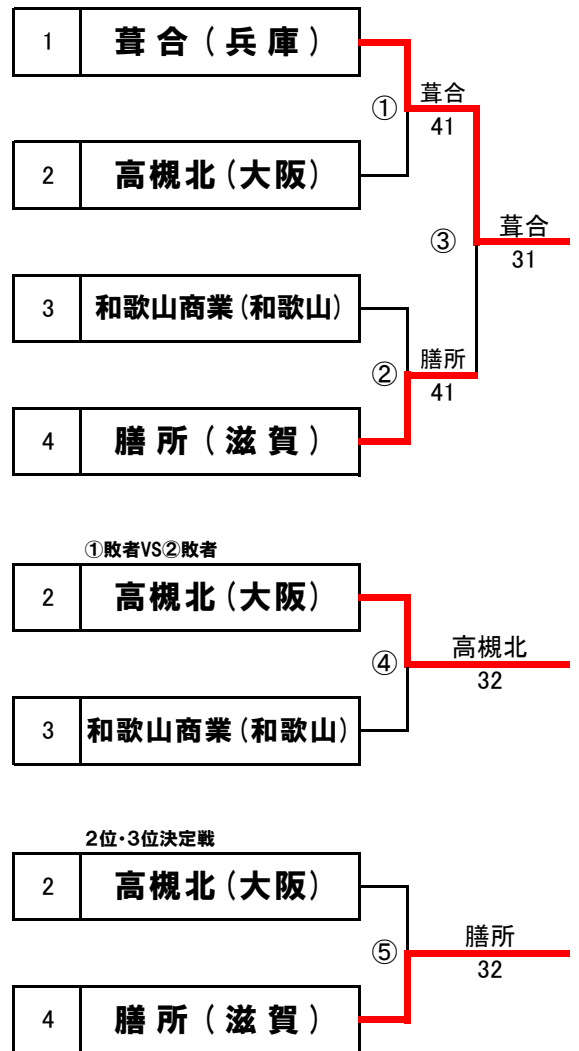 1 葺合(兵庫)
① 葺合
41
2 高槻北(大阪)
③ 葺合
31
3 和歌山商業(和歌山)
② 膳所
41
4 膳所(滋賀)
①敗者VS②敗者
2 高槻北(大阪)
④ 高槻北
32
3 和歌山商業(和歌山)
2位・3位決定戦
2 高槻北(大阪)
⑤ 膳所
32
4 膳所(滋賀)